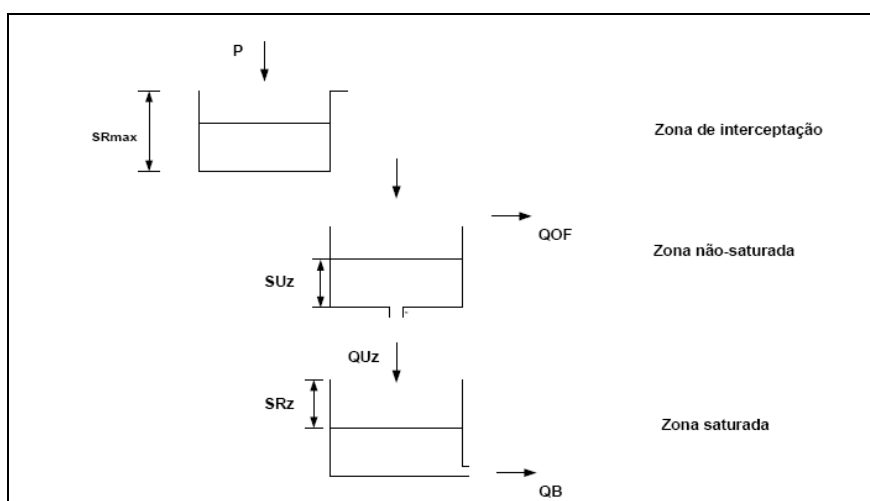 P
SRmax
Zona de interceptação
QOF
Zona não-saturada
SUz
QUz
SRz
Zona saturada
QB